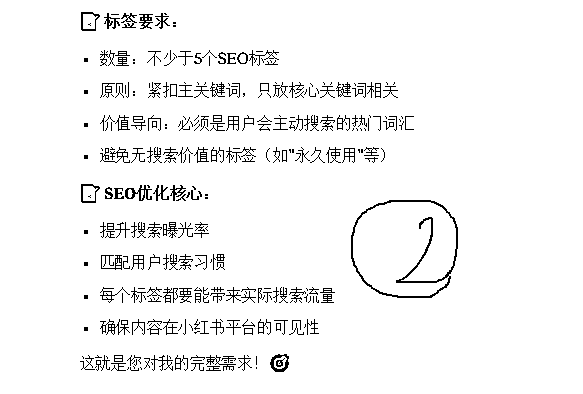 📝 标签要求：
▪ 数量：不少于5个SEO标签
▪ 原则：紧扣主关键词，只放核心关键词相关
▪ 价值导向：必须是用户会主动搜索的热门词汇
▪ 避免无搜索价值的标签（如"永久使用"等）
📝 SEO优化核心：
▪ 提升搜索曝光率
▪ 匹配用户搜索习惯
▪ 每个标签都要能带来实际搜索流量
▪ 确保内容在小红书平台的可见性
2
这就是您对我的完整需求！🎯